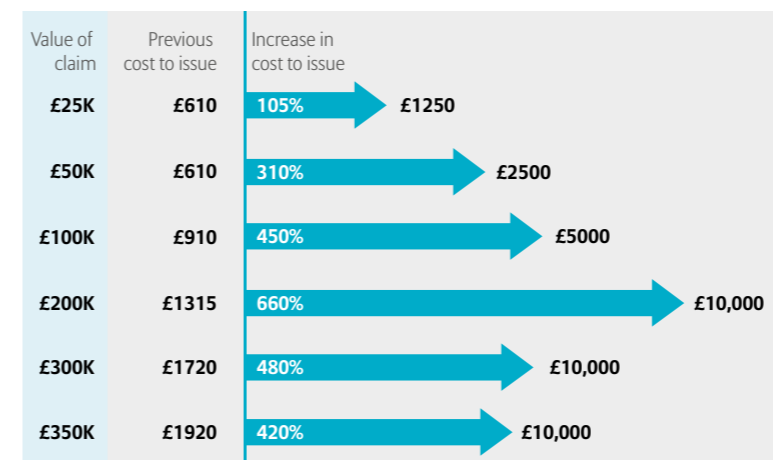 Value of claim Previous cost to issue Increase in cost to issue
£25K £610 105% £1250
£50K £610 310% £2500
£100K £910 450% £5000
£200K £1315 660% £10,000
£300K £1720 480% £10,000
£350K £1920 420% £10,000